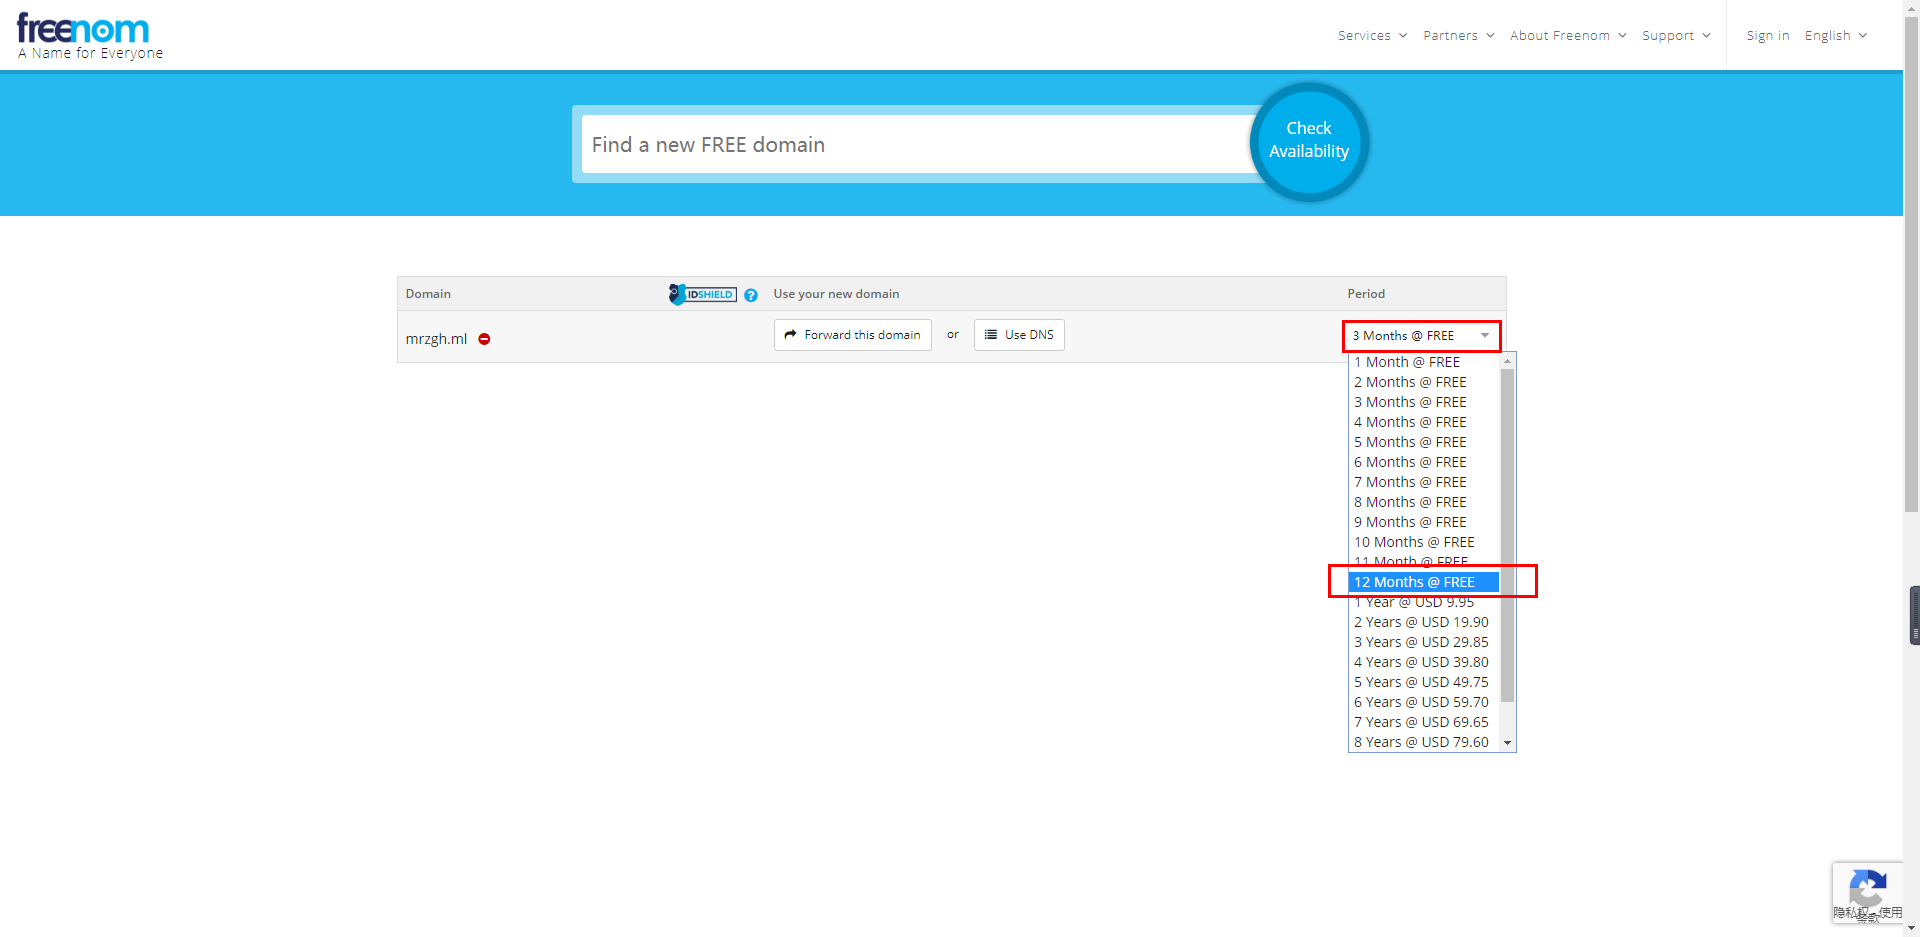 freenom
A Name for Everyone
Services Partners About Freenom Support Sign in English
Find a new FREE domain
Check
Availability
Domain IDSHIELD ? Use your new domain Period
mrzgh.ml Forward this domain or Use DNS 3 Months @ FREE
1 Month @ FREE
2 Months @ FREE
3 Months @ FREE
4 Months @ FREE
5 Months @ FREE
6 Months @ FREE
7 Months @ FREE
8 Months @ FREE
9 Months @ FREE
10 Months @ FREE
11 Month @ FREE
12 Months @ FREE
1 Year @ USD 9.95
2 Years @ USD 19.90
3 Years @ USD 29.85
4 Years @ USD 39.80
5 Years @ USD 49.75
6 Years @ USD 59.70
7 Years @ USD 69.65
8 Years @ USD 79.60
隐私权 - 使用
条款